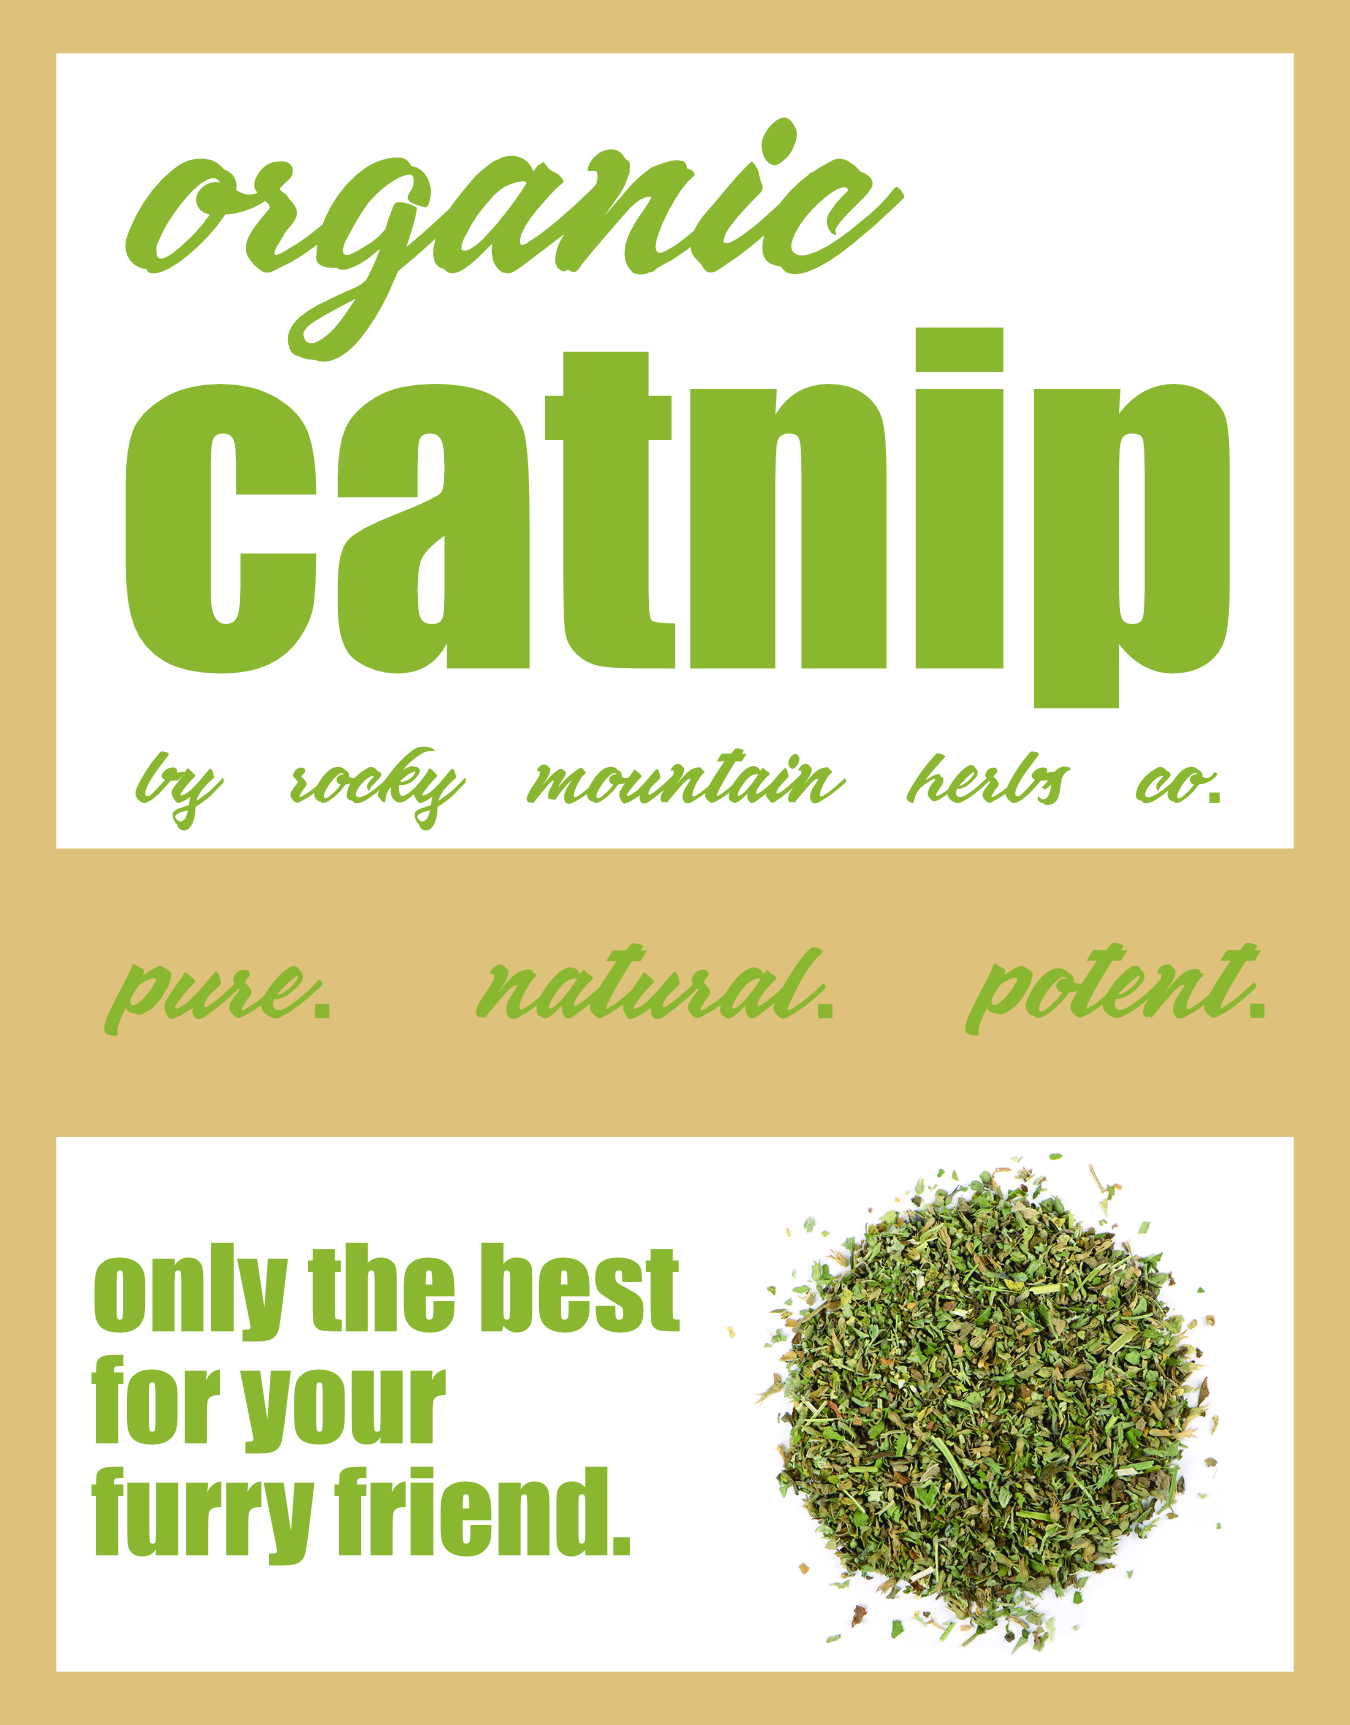 organic
catnip
by rocky mountain herbs co.
pure. natural. potent.
only the best
for your
furry friend.